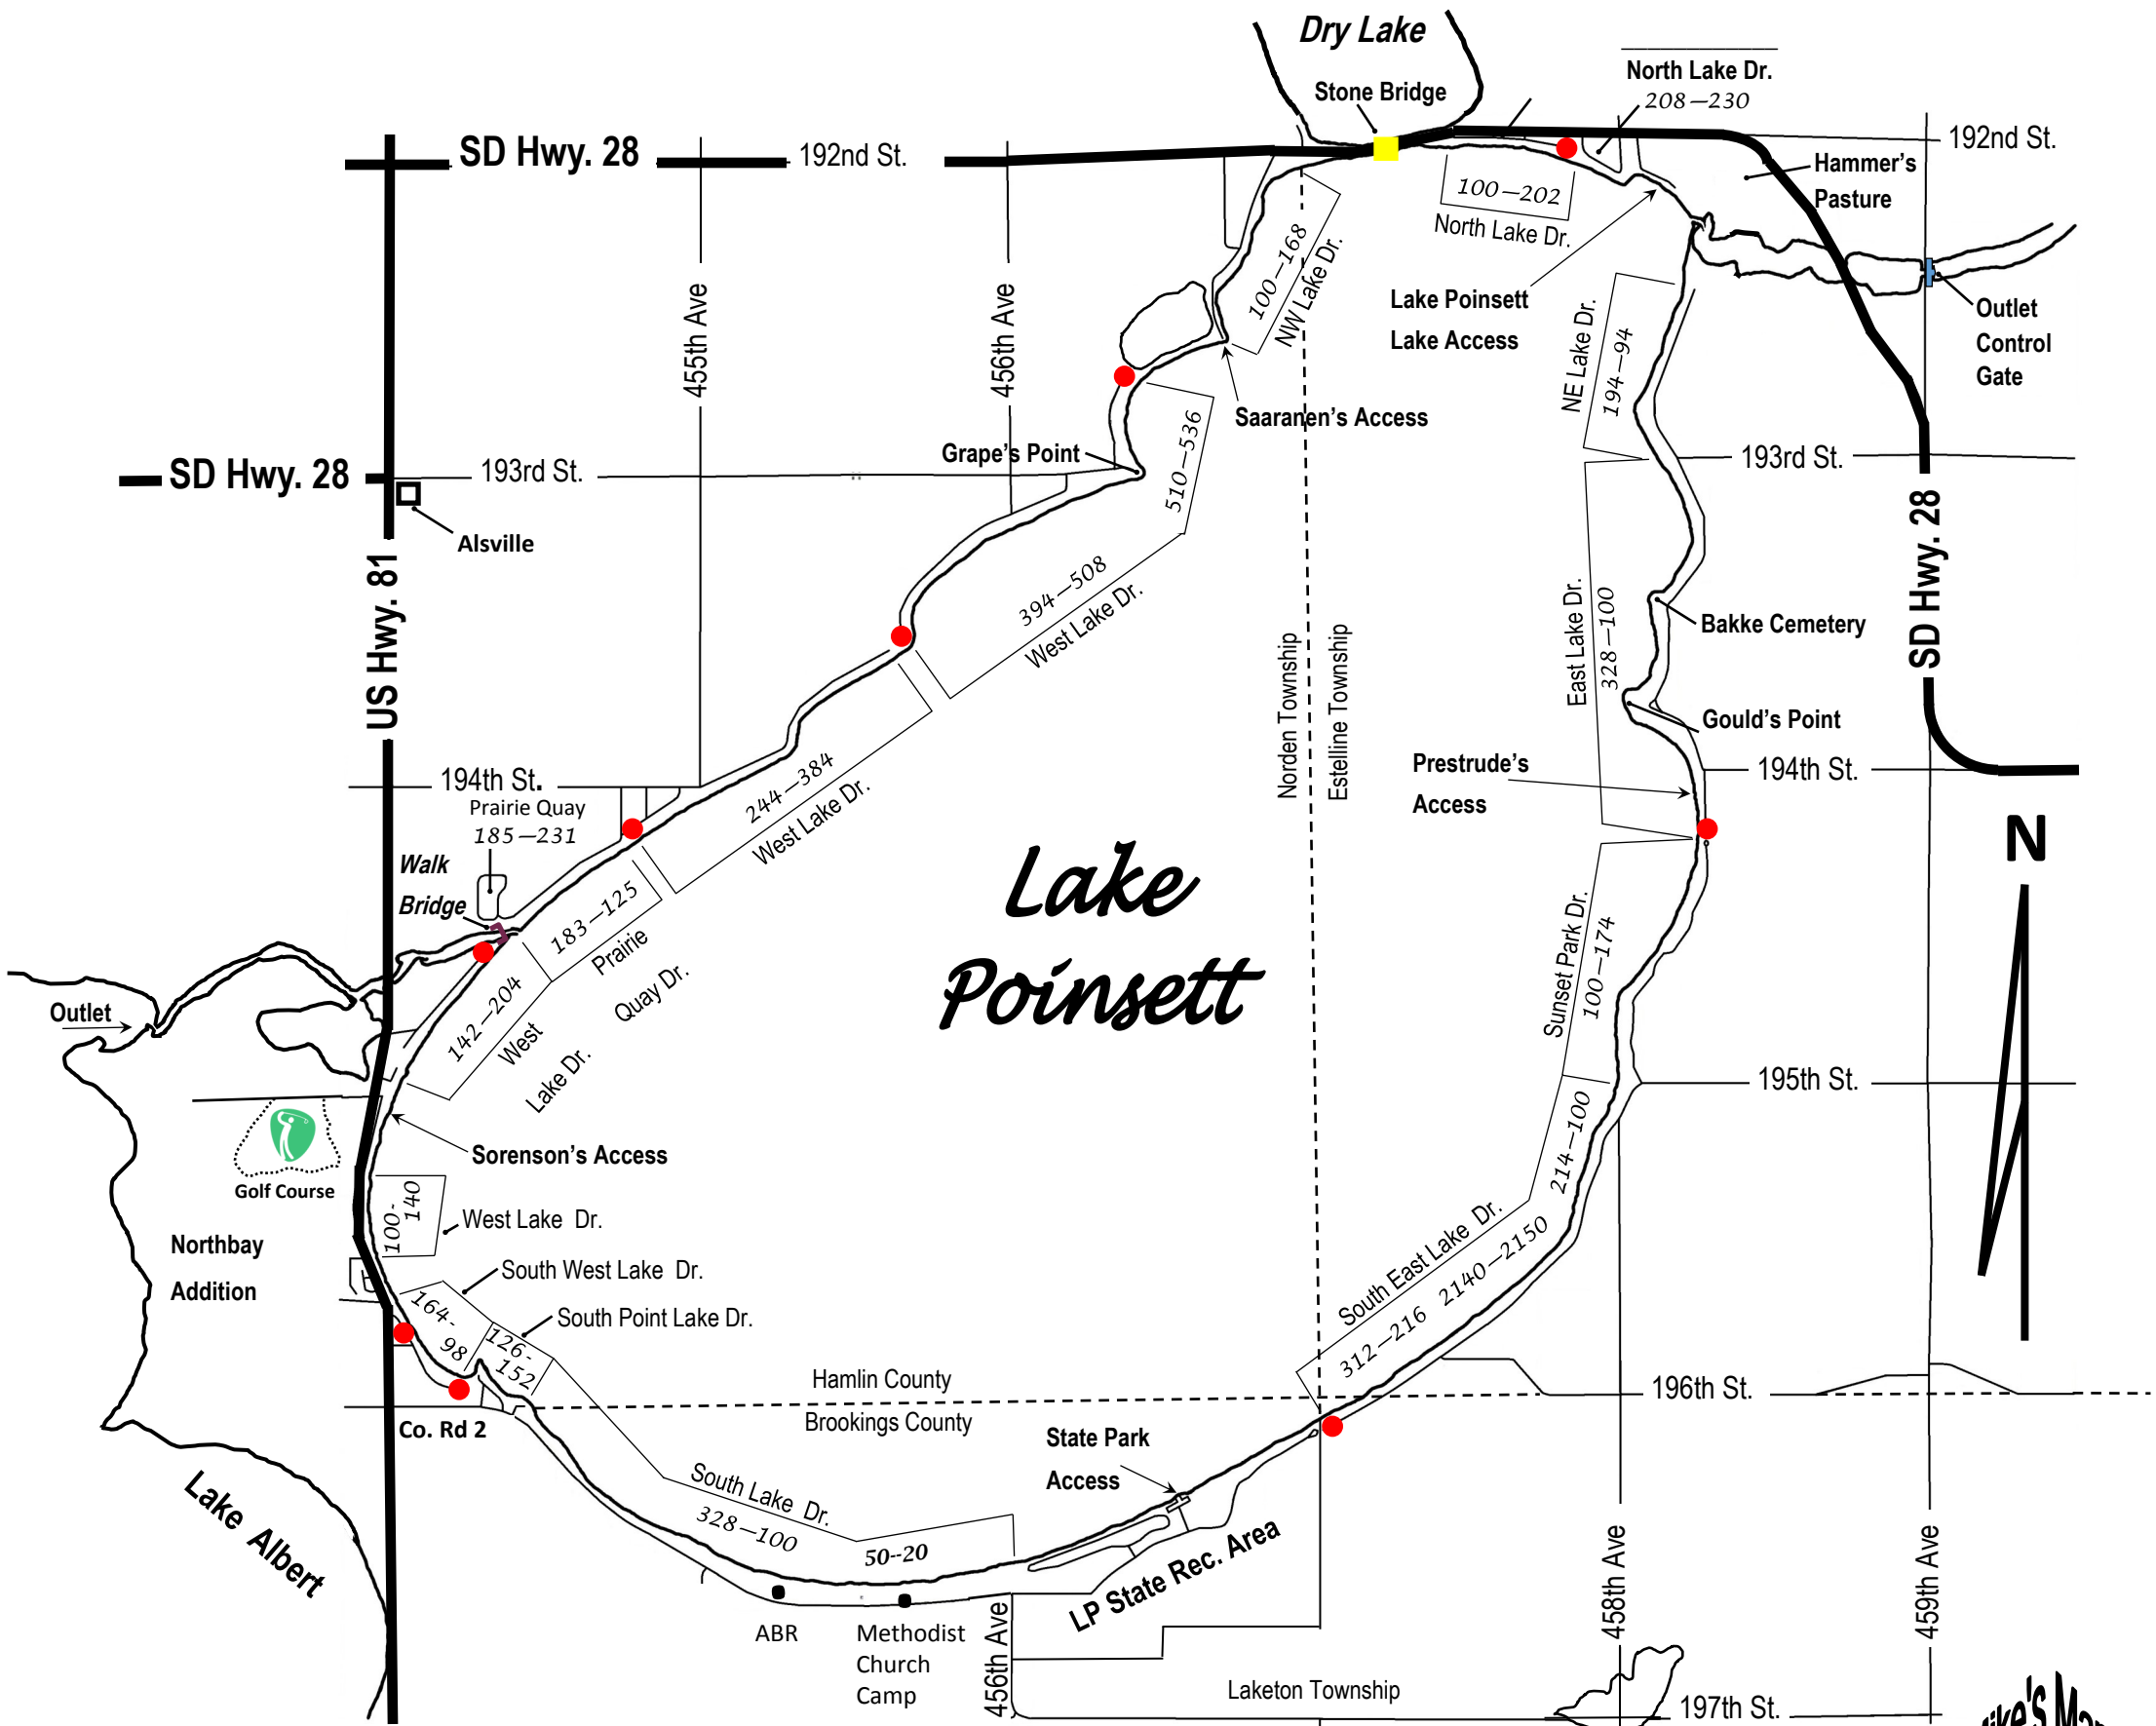 Dry Lake
Stone Bridge
North Lake Dr.
208—230
SD Hwy. 28
192nd St.
192nd St.
Hammer's
Pasture
100—202
North Lake Dr.
100—168
NW Lake Dr.
455th Ave
456th Ave
Lake Poinsett
Lake Access
Outlet
Control
Gate
NE Lake Dr.
194—94
Saaranen's Access
510—536
Grape's Point
SD Hwy. 28
193rd St.
193rd St.
Alsville
US Hwy. 81
SD Hwy. 28
394—508
West Lake Dr.
East Lake Dr.
328—100
Bakke Cemetery
Norden Township
Estelline Township
Gould's Point
Prestrude's
Access
194th St.
194th St.
Prairie Quay
185—231
244—384
West Lake Dr.
Walk
Bridge
N
Lake
Poinsett
183—125
Prairie
Quay Dr.
Sunset Park Dr.
100—174
142—204
West
Lake Dr.
Outlet
195th St.
Golf Course
Sorenson's Access
214—100
100-
140
West Lake Dr.
Northbay
Addition
South West Lake Dr.
South Point Lake Dr.
164-
98
126-
152
South East Lake Dr.
312—216 2140—2150
Hamlin County
Brookings County
196th St.
Co. Rd 2
State Park
Access
Lake Albert
South Lake Dr.
328—100
50--20
LP State Rec. Area
ABR
Methodist
Church
Camp
456th Ave
458th Ave
459th Ave
Laketon Township
197th St.